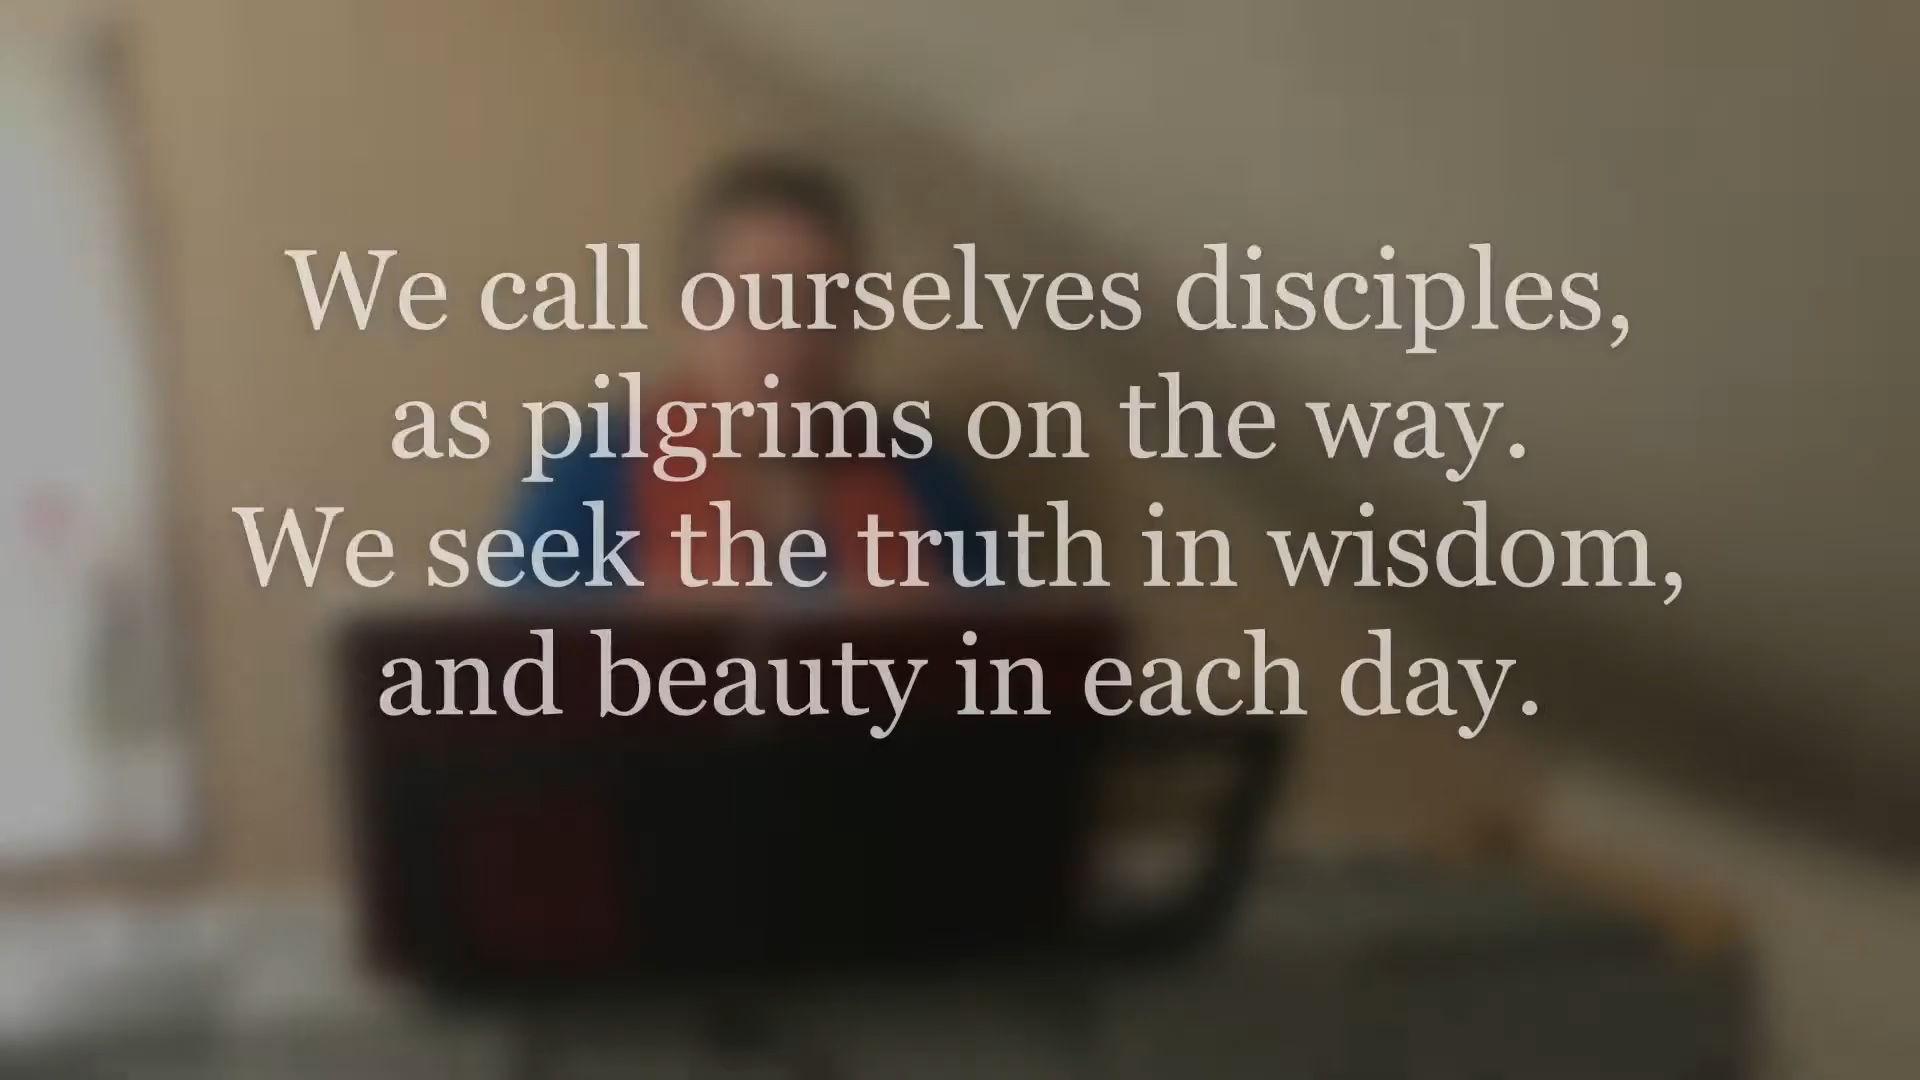 We call ourselves disciples,
as pilgrims on the way.
We seek the truth in wisdom,
and beauty in each day.